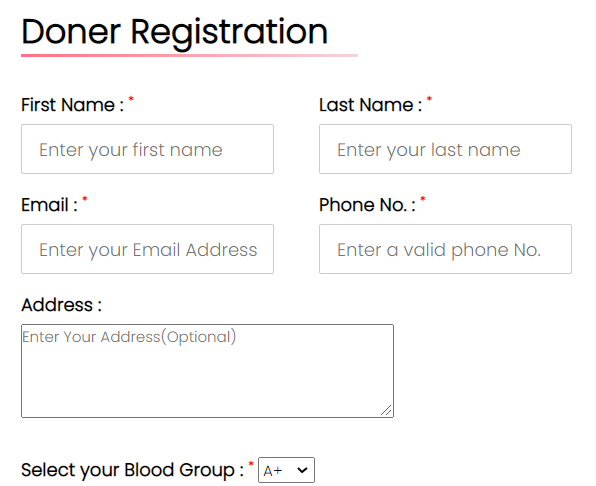 Doner Registration
First Name : * Last Name : *
Enter your first name Enter your last name
Email : * Phone No. : *
Enter your Email Address Enter a valid phone No.
Address :
Enter Your Address(Optional)
Select your Blood Group : * A+